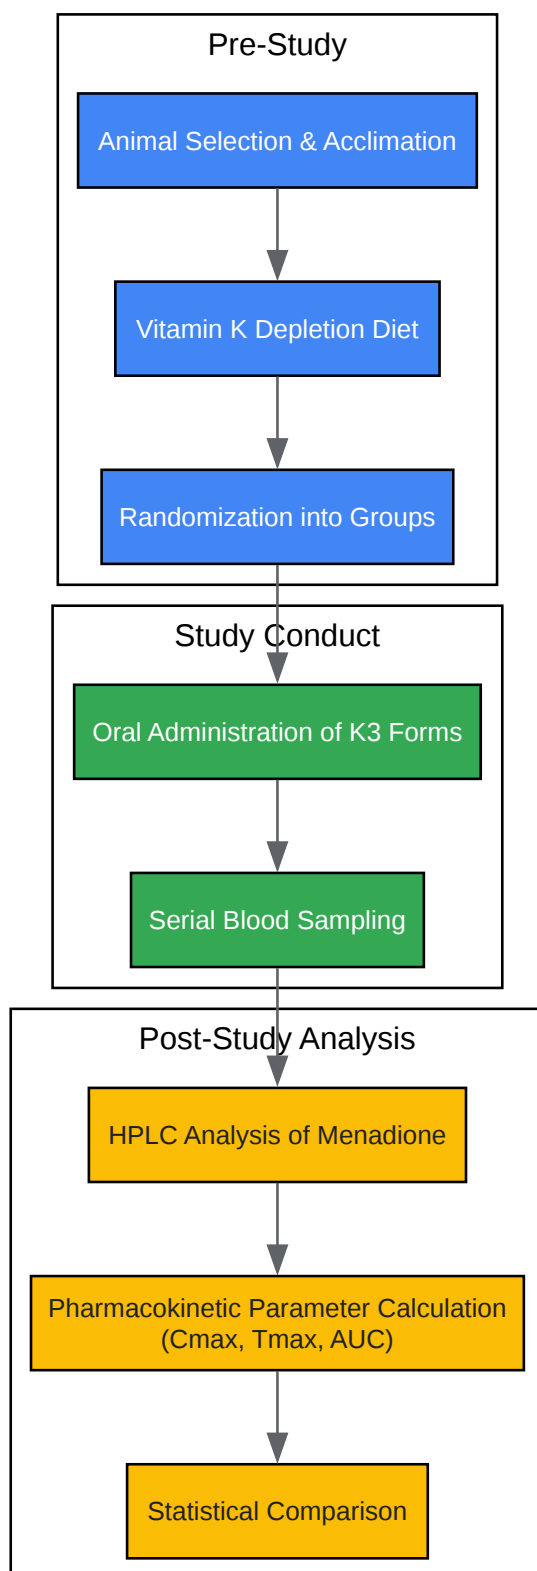 Pre-Study
Animal Selection & Acclimation
Vitamin K Depletion Diet
Randomization into Groups
Study Conduct
Oral Administration of K3 Forms
Serial Blood Sampling
Post-Study Analysis
HPLC Analysis of Menadione
Pharmacokinetic Parameter Calculation
(Cmax, Tmax, AUC)
Statistical Comparison